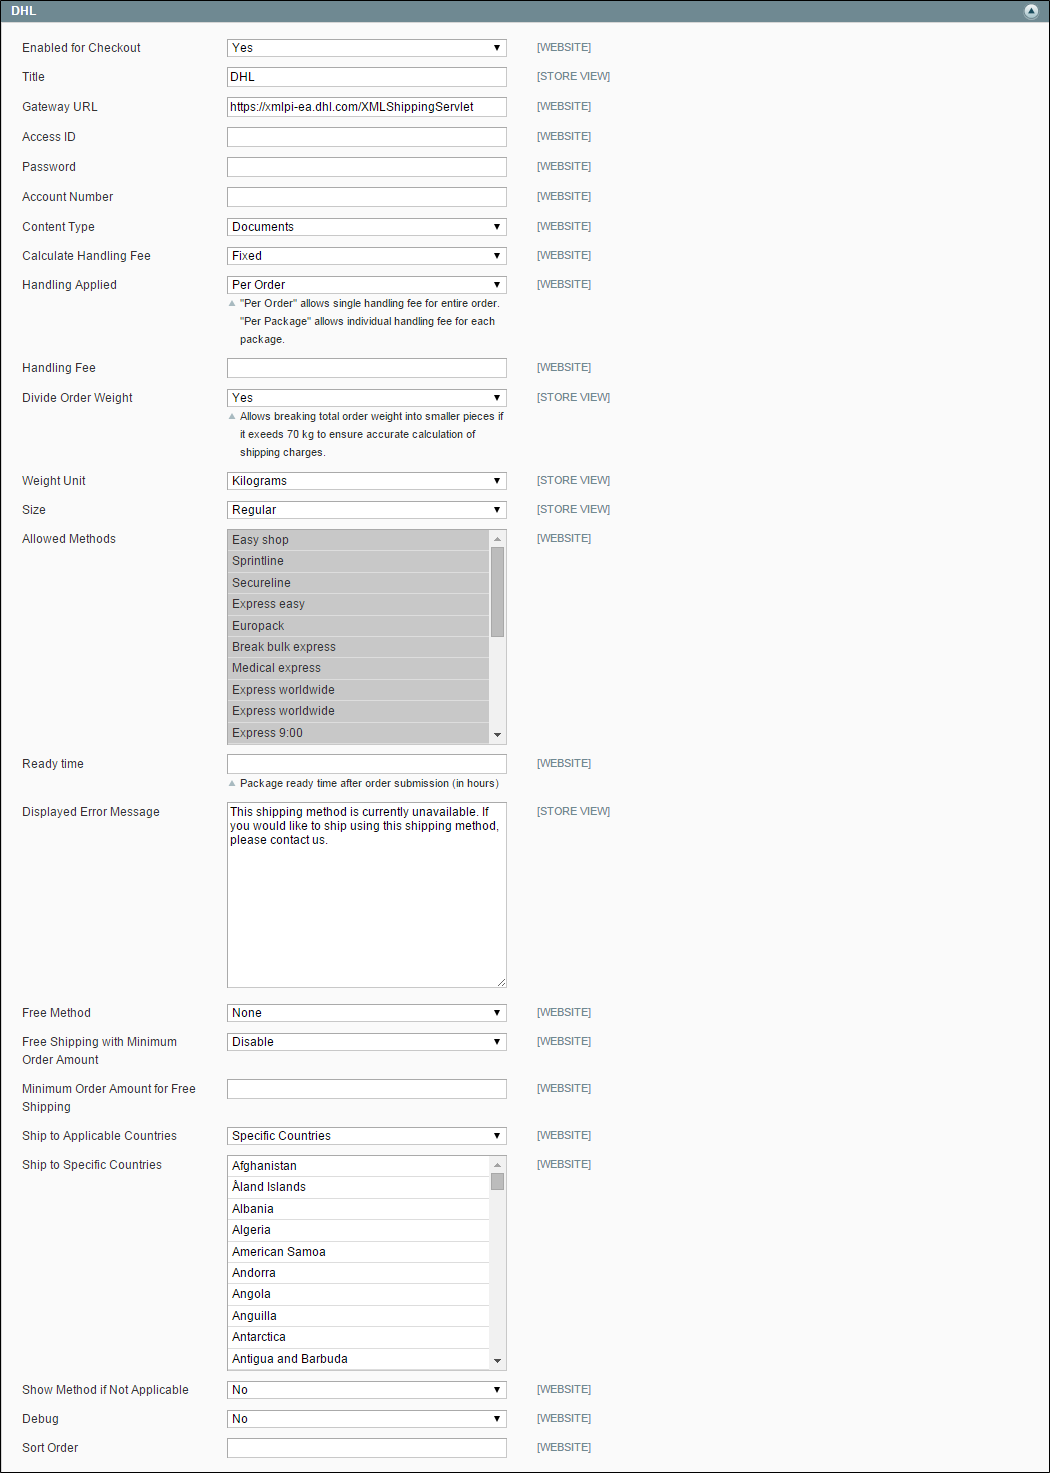 DHL
Enabled for Checkout Yes [WEBSITE]
Title DHL [STORE VIEW]
Gateway URL https://xmlpi-ea.dhl.com/XMLShippingServlet [WEBSITE]
Access ID [WEBSITE]
Password [WEBSITE]
Account Number [WEBSITE]
Content Type Documents [WEBSITE]
Calculate Handling Fee Fixed [WEBSITE]
Handling Applied Per Order [WEBSITE]
"Per Order" allows single handling fee for entire order.
"Per Package" allows individual handling fee for each
package.
Handling Fee [WEBSITE]
Divide Order Weight Yes [STORE VIEW]
Allows breaking total order weight into smaller pieces if
it exeeds 70 kg to ensure accurate calculation of
shipping charges.
Weight Unit Kilograms [STORE VIEW]
Size Regular [STORE VIEW]
Allowed Methods Easy shop [WEBSITE]
Sprintline
Secureline
Express easy
Europack
Break bulk express
Medical express
Express worldwide
Express worldwide
Express 9:00
Ready time [WEBSITE]
Package ready time after order submission (in hours)
Displayed Error Message This shipping method is currently unavailable. If [STORE VIEW]
you would like to ship using this shipping method,
please contact us.
Free Method None [WEBSITE]
Free Shipping with Minimum Disable [WEBSITE]
Order Amount
Minimum Order Amount for Free [WEBSITE]
Shipping
Ship to Applicable Countries Specific Countries [WEBSITE]
Ship to Specific Countries Afghanistan [WEBSITE]
Åland Islands
Albania
Algeria
American Samoa
Andorra
Angola
Anguilla
Antarctica
Antigua and Barbuda
Show Method if Not Applicable No [WEBSITE]
Debug No [WEBSITE]
Sort Order [WEBSITE]